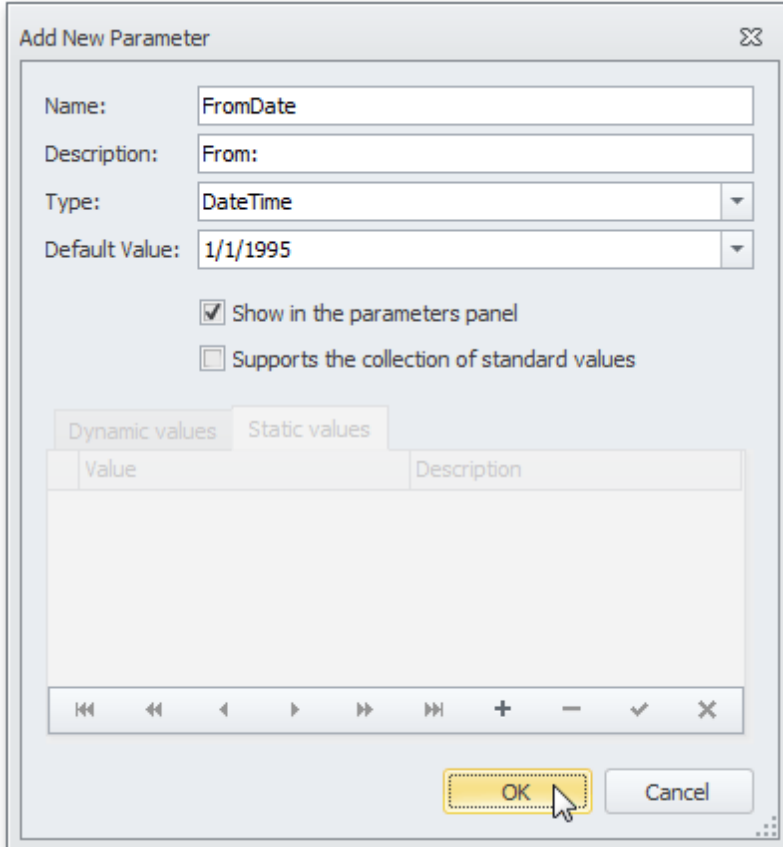 Add New Parameter
Name: FromDate
Description: From:
Type: DateTime
Default Value: 1/1/1995
Show in the parameters panel
Supports the collection of standard values
Dynamic values Static values
Value Description
OK Cancel